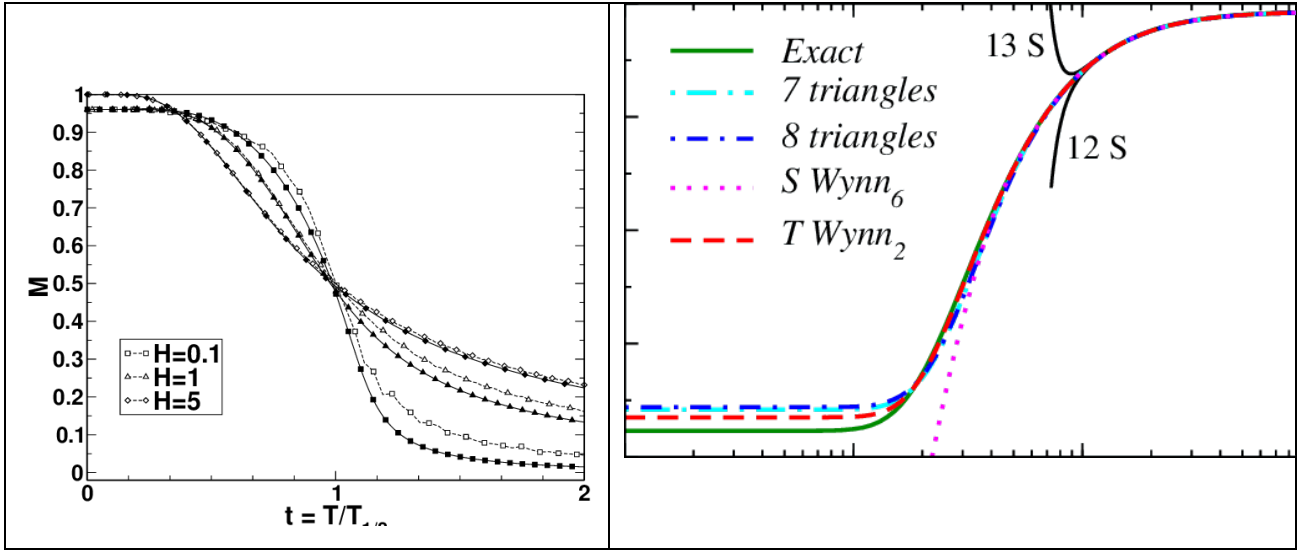 1
0.9
0.8
0.7
0.6
0.5
0.4
0.3
0.2
0.1
0
M
H=0.1
H=1
H=5
0 1 2
t = T/T
Exact
7 triangles
8 triangles
S Wynn6
T Wynn2
13 S
12 S